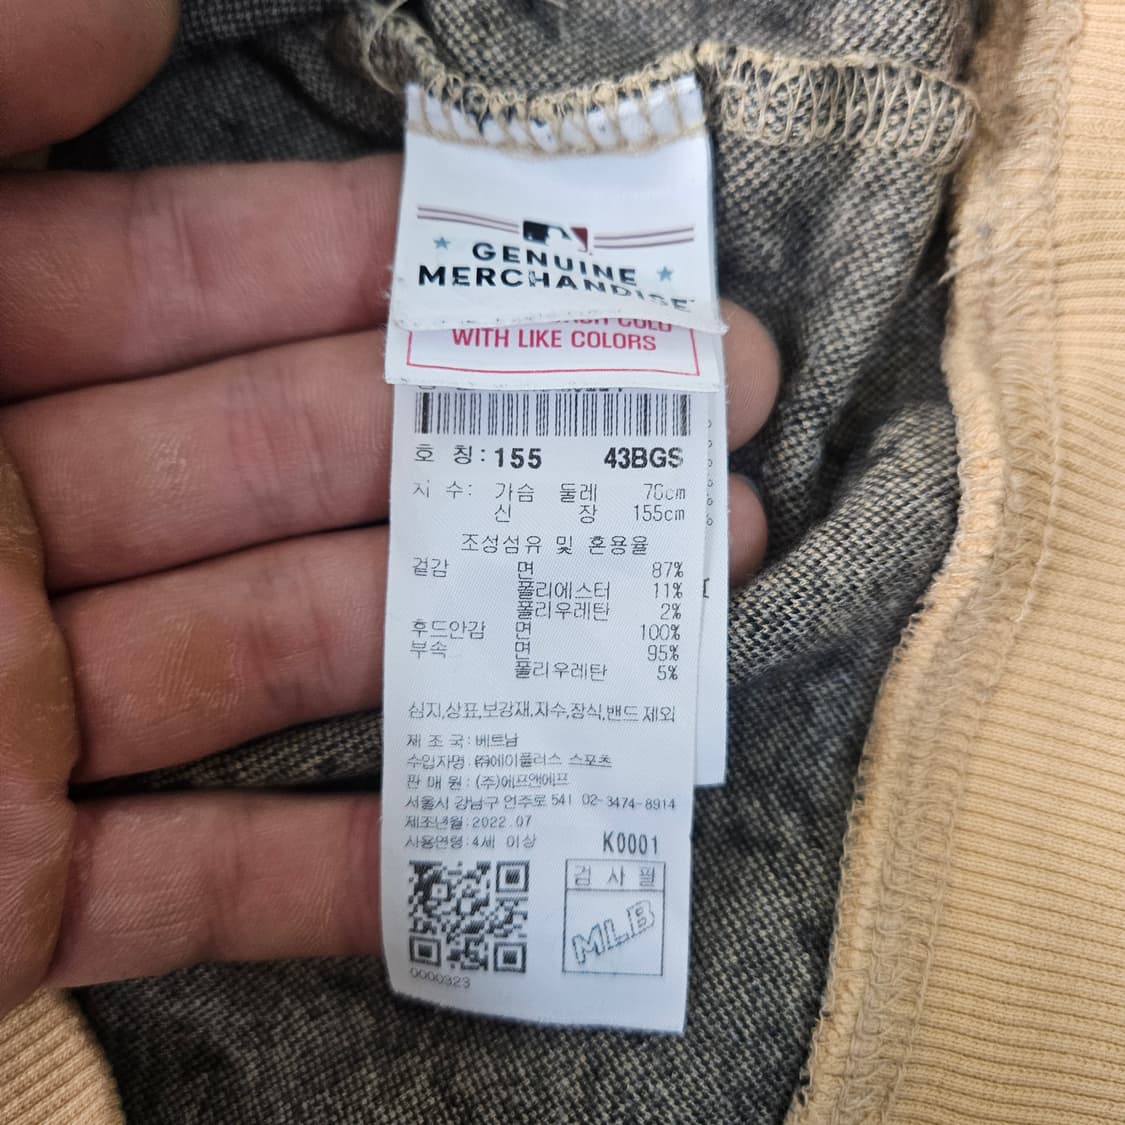 GENUINE
MERCHANDISE
WITH LIKE COLORS
호 칭: 155 43BGS
치 수: 가슴 둘레 76cm
신 장 155cm
조성섬유 및 혼용율
겉감 면 87%
폴리에스터 11%
폴리우레탄 2%
후드안감 면 100%
부속 면 95%
폴리우레탄 5%
심지,상표,보강재,자수,장식,밴드 제외
제 조 국: 베트남
수입자명: ㈜에이플러스 스포츠
판 매 원: (주)에프앤에프
서울시 강남구 언주로 541 02-3474-8914
제조년월: 2022.07
사용연령: 4세 이상 K0001
검 사 필
MLB
0000323